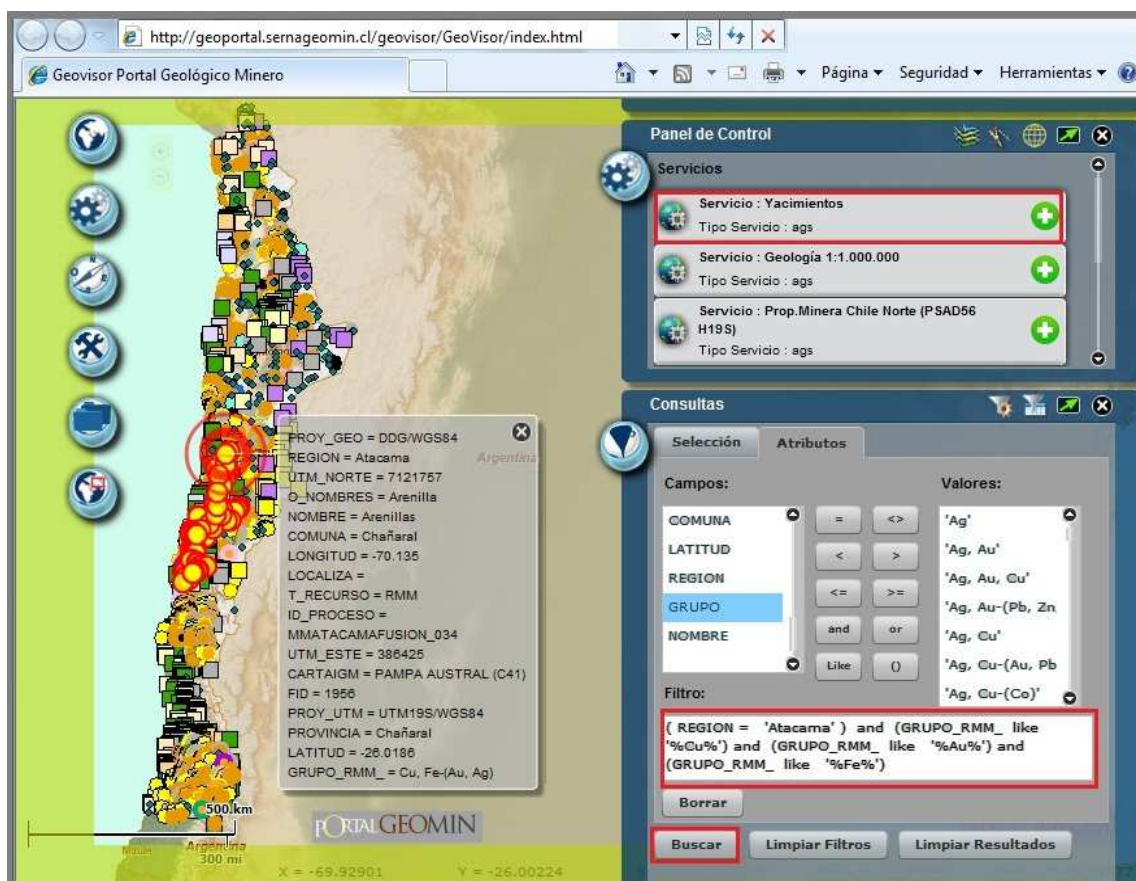 http://geoportal.sernageomin.cl/geovisor/GeoVisor/index.html
Geovisor Portal Geológico Minero
Página
Seguridad
Herramientas
Panel de Control
Servicios
Servicio : Yacimientos
Tipo Servicio : ags
Servicio : Geología 1:1.000.000
Tipo Servicio : ags
Servicio : Prop.Minera Chile Norte (PSAD56
H19S)
Tipo Servicio : ags
PROY_GEO = DDG/WGS84
REGION = Atacama
UTM_NORTE = 7121757
O_NOMBRES = Arenilla
NOMBRE = Arenillas
COMUNA = Chañaral
LONGITUD = -70.135
LOCALIZA =
T_RECURSO = RMM
ID_PROCESO =
MMATACAMAFUSION_034
UTM_ESTE = 386425
CARTAIGM = PAMPA AUSTRAL (C41)
FID = 1956
PROY_UTM = UTM19S/WGS84
PROVINCIA = Chañaral
LATITUD = -26.0186
GRUPO_RMM_ = Cu, Fe-(Au, Ag)
Argentina
500 km
300 mi
Maule
Argentina
PORTAL GEOMIN
X = -69.92901 Y = -26.00224
Consultas
Selección
Atributos
Campos:
Valores:
COMUNA
LATITUD
REGION
GRUPO
NOMBRE
= <>
< >
<= >=
and or
Like ()
'Ag'
'Ag, Au'
'Ag, Au, Cu'
'Ag, Au-(Pb, Zn
'Ag, Cu'
'Ag, Cu-(Au, Pb
'Ag, Cu-(Co)'
Filtro:
( REGION = 'Atacama' ) and (GRUPO_RMM_ like
'%Cu%') and (GRUPO_RMM_ like '%Au%') and
(GRUPO_RMM_ like '%Fe%')
Borrar
Buscar
Limpiar Filtros
Limpiar Resultados